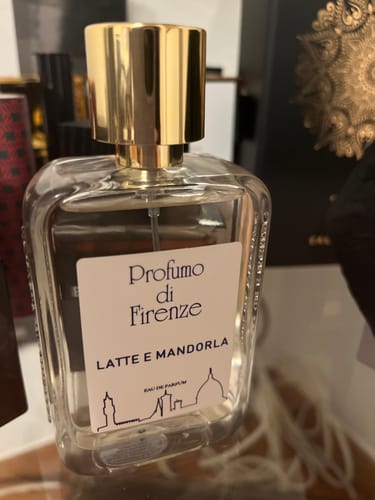 Profumo
di
Firenze
LATTE E MANDORLA
EAU DE PARFUM